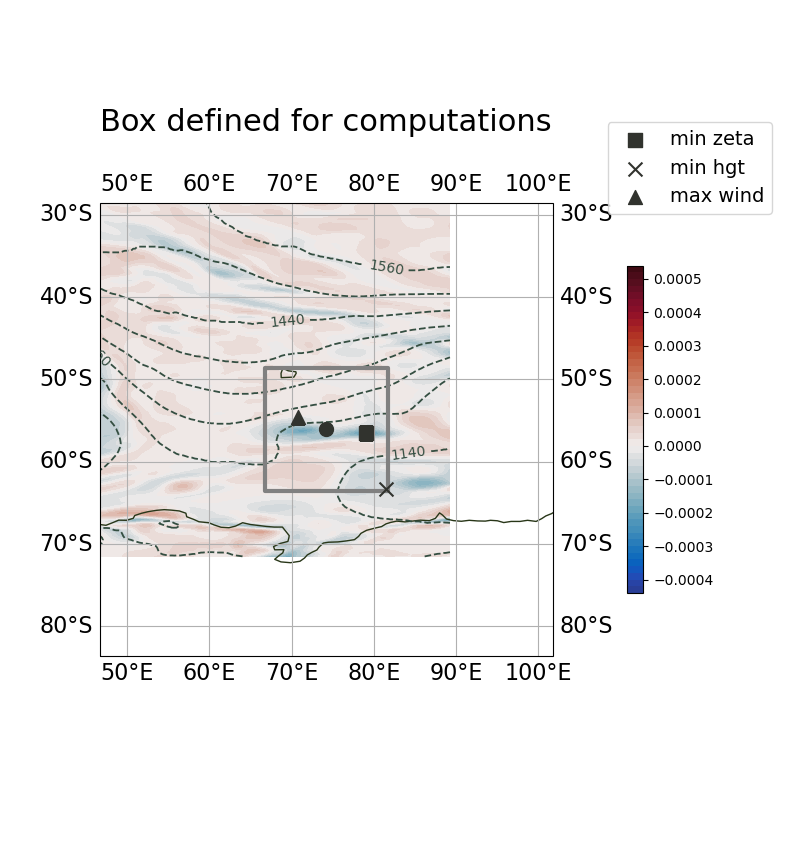 Box defined for computations
min zeta
min hgt
max wind
50°E 60°E 70°E 80°E 90°E 100°E
30°S 30°S
40°S 40°S
50°S 50°S
60°S 60°S
70°S 70°S
80°S 80°S
1560
1440
60
1140
50°E 60°E 70°E 80°E 90°E 100°E
0.0005
0.0004
0.0003
0.0002
0.0001
0.0000
−0.0001
−0.0002
−0.0003
−0.0004